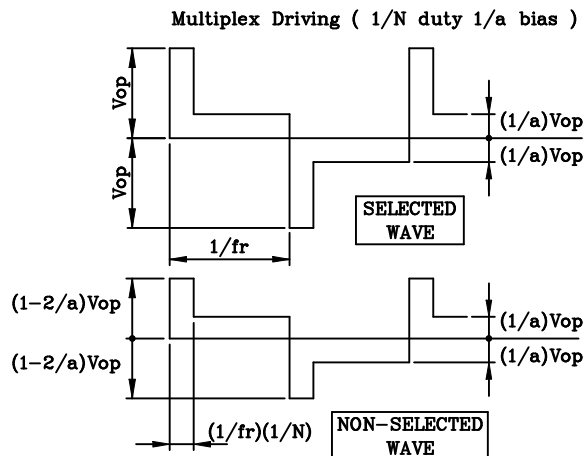 Multiplex Driving ( 1/N duty 1/a bias )
Vop
(1/a)Vop
(1/a)Vop
Vop
SELECTED
WAVE
1/fr
(1-2/a)Vop
(1/a)Vop
(1-2/a)Vop
(1/a)Vop
(1/fr)(1/N)
NON-SELECTED
WAVE